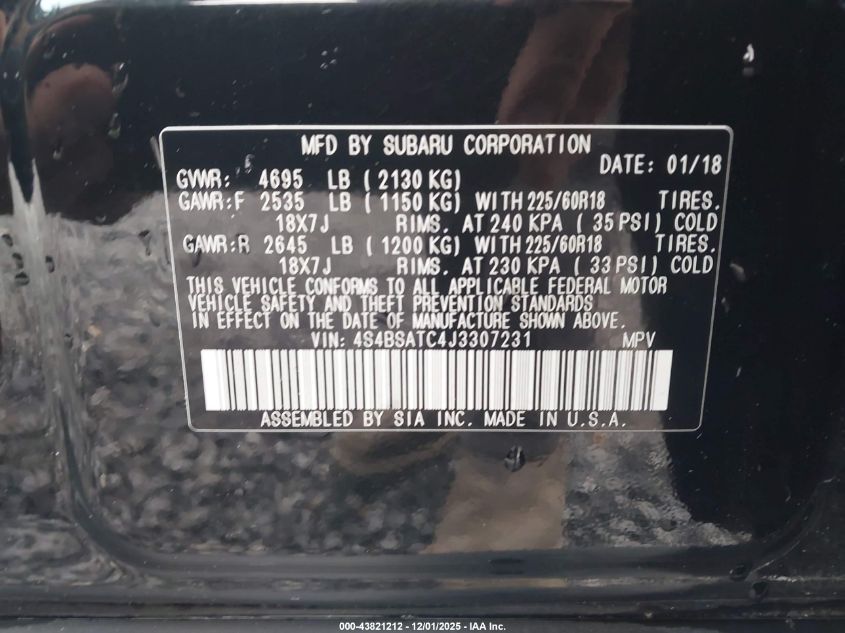 MFD BY SUBARU CORPORATION
DATE: 01/18
GVWR: 4695 LB ( 2130 KG)
GAWR:F 2535 LB ( 1150 KG) WITH 225/60R18 TIRES.
18X7J RIMS. AT 240 KPA ( 35 PSI) COLD
GAWR:R 2645 LB ( 1200 KG) WITH 225/60R18 TIRES.
18X7J RIMS. AT 230 KPA ( 33 PSI) COLD
THIS VEHICLE CONFORMS TO ALL APPLICABLE FEDERAL MOTOR
VEHICLE SAFETY AND THEFT PREVENTION STANDARDS
IN EFFECT ON THE DATE OF MANUFACTURE SHOWN ABOVE.
VIN: 4S4BSATC4J3307231 MPV
ASSEMBLED BY SIA INC. MADE IN U.S.A.
000-43821212 - 12/01/2025 - IAA Inc.